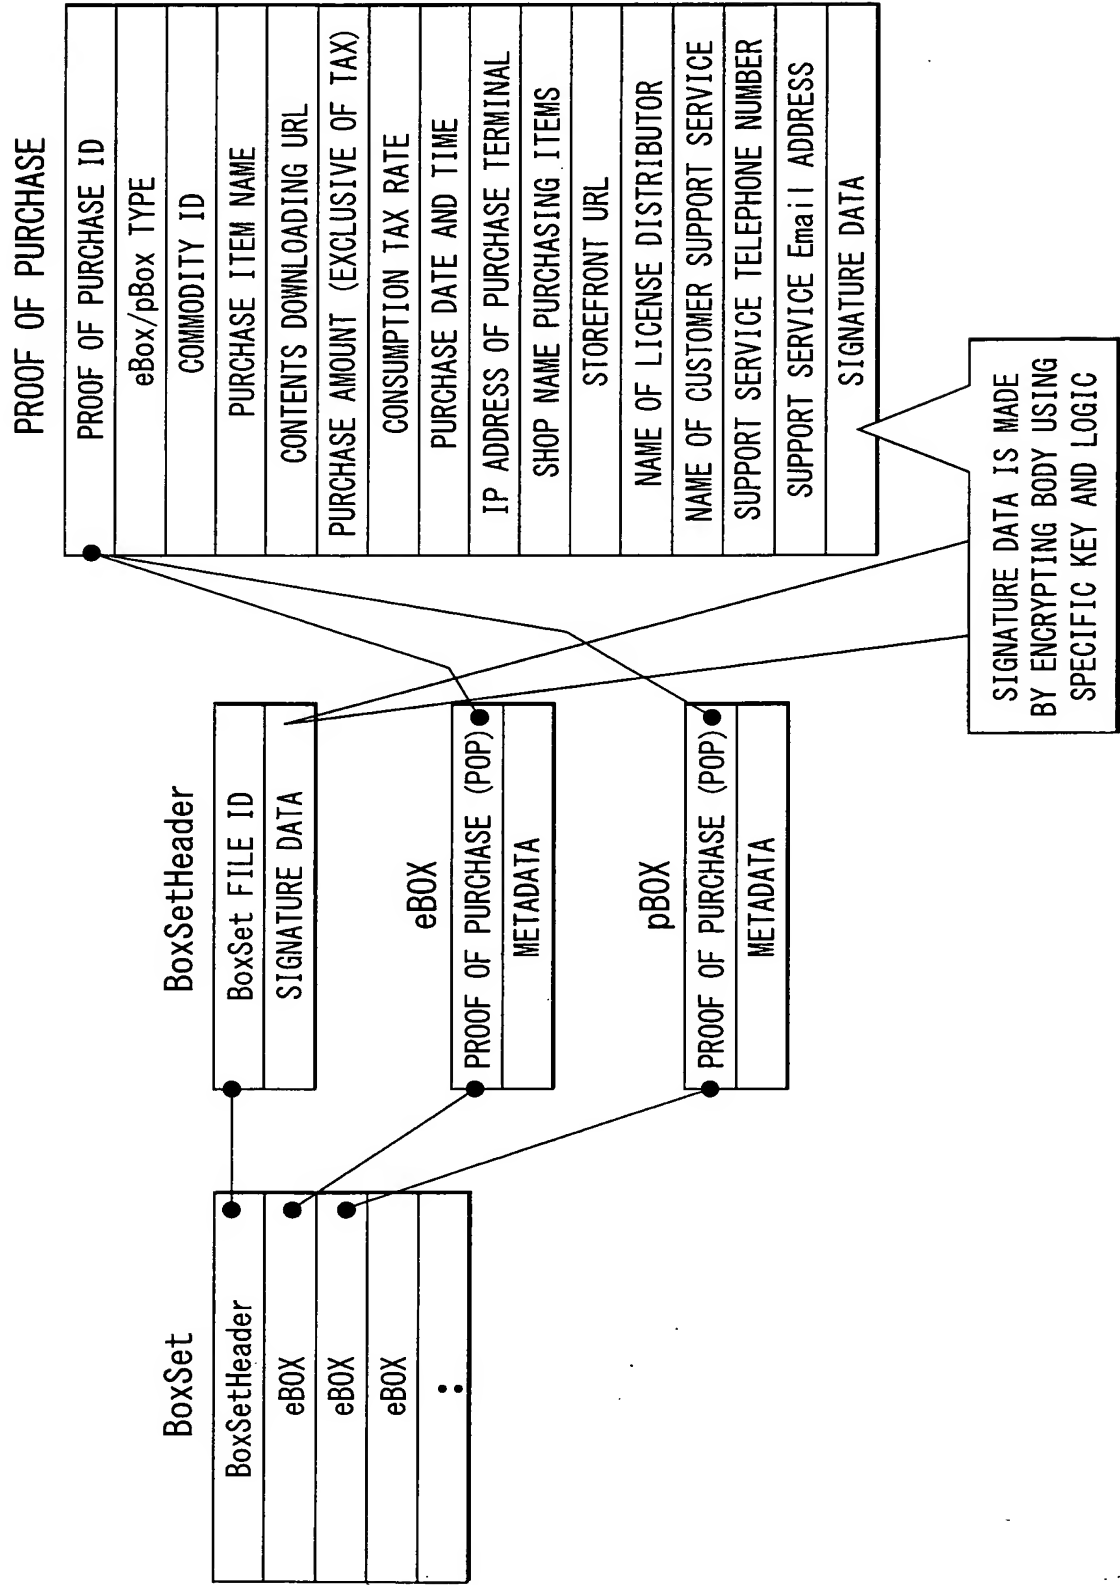 BoxSet
BoxSetHeader
eBOX
eBOX
eBOX
:
BoxSetHeader
BoxSet FILE ID
SIGNATURE DATA
eBOX
PROOF OF PURCHASE (POP)
METADATA
pBOX
PROOF OF PURCHASE (POP)
METADATA
PROOF OF PURCHASE
PROOF OF PURCHASE ID
eBox/pBox TYPE
COMMODITY ID
PURCHASE ITEM NAME
CONTENTS DOWNLOADING URL
PURCHASE AMOUNT (EXCLUSIVE OF TAX)
CONSUMPTION TAX RATE
PURCHASE DATE AND TIME
IP ADDRESS OF PURCHASE TERMINAL
SHOP NAME PURCHASING ITEMS
STOREFRONT URL
NAME OF LICENSE DISTRIBUTOR
NAME OF CUSTOMER SUPPORT SERVICE
SUPPORT SERVICE TELEPHONE NUMBER
SUPPORT SERVICE Email ADDRESS
SIGNATURE DATA
SIGNATURE DATA IS MADE
BY ENCRYPTING BODY USING
SPECIFIC KEY AND LOGIC